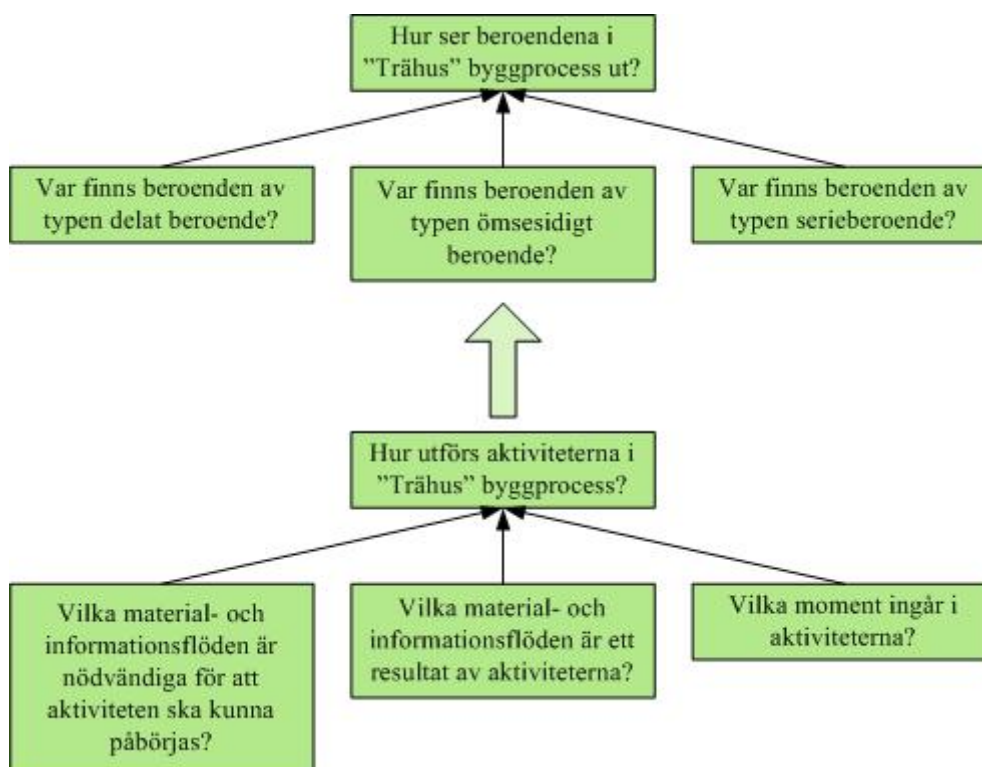 Hur ser beroendena i
”Trähus” byggprocess ut?
Var finns beroenden av
typen delat beroende?
Var finns beroenden av
typen ömsesidigt
beroende?
Var finns beroenden av
typen serieberoende?
Hur utförs aktiviteterna i
”Trähus” byggprocess?
Vilka material- och
informationsflöden är
nödvändiga för att
aktiviteten ska kunna
påbörjas?
Vilka material- och
informationsflöden är ett
resultat av aktiviteterna?
Vilka moment ingår i
aktiviteterna?